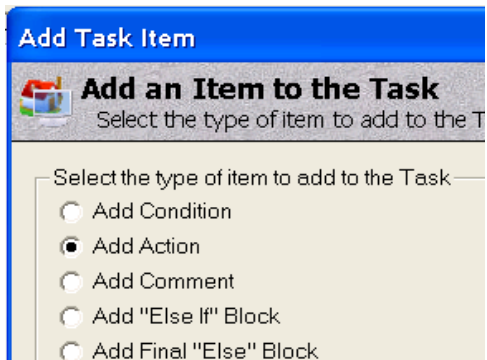 Add Task Item
Add an Item to the Task
Select the type of item to add to the
Select the type of item to add to the Task
Add Condition
Add Action
Add Comment
Add "Else If" Block
Add Final "Else" Block